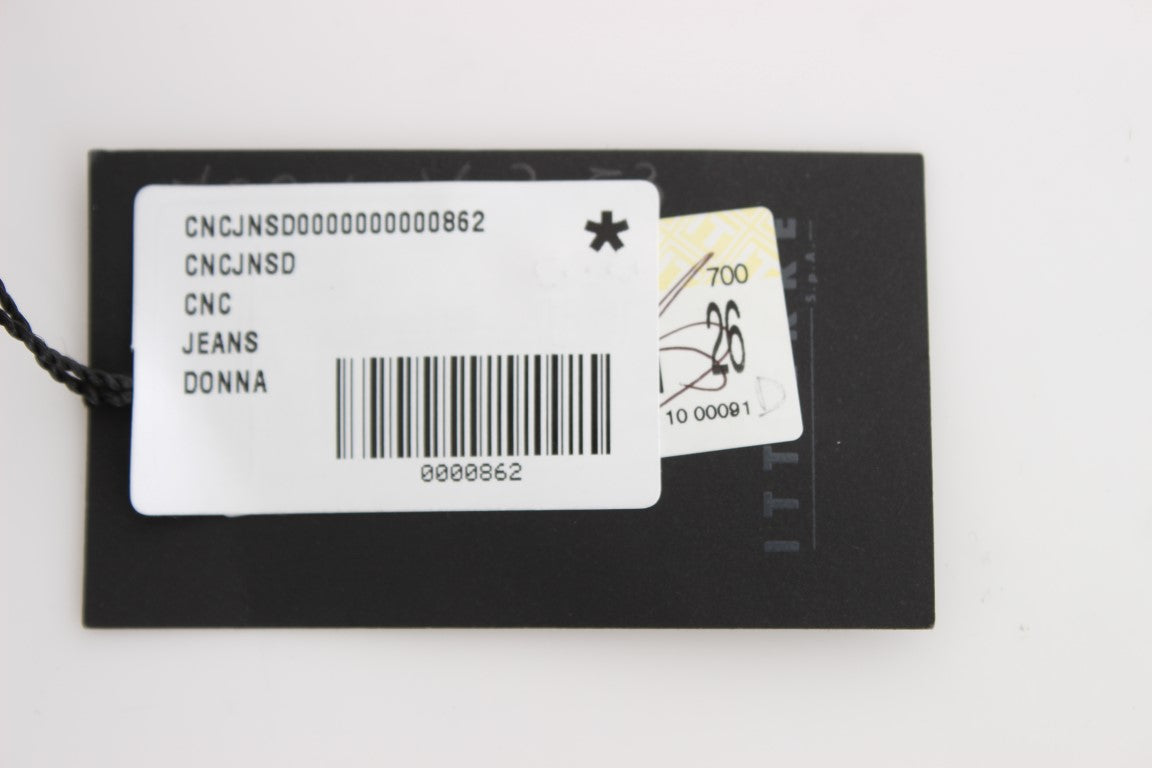 CNCJNSD0000000000862
*
CNCJNSD
CNC
JEANS
DONNA
0000862
700
26
10 00091
S.p.A.